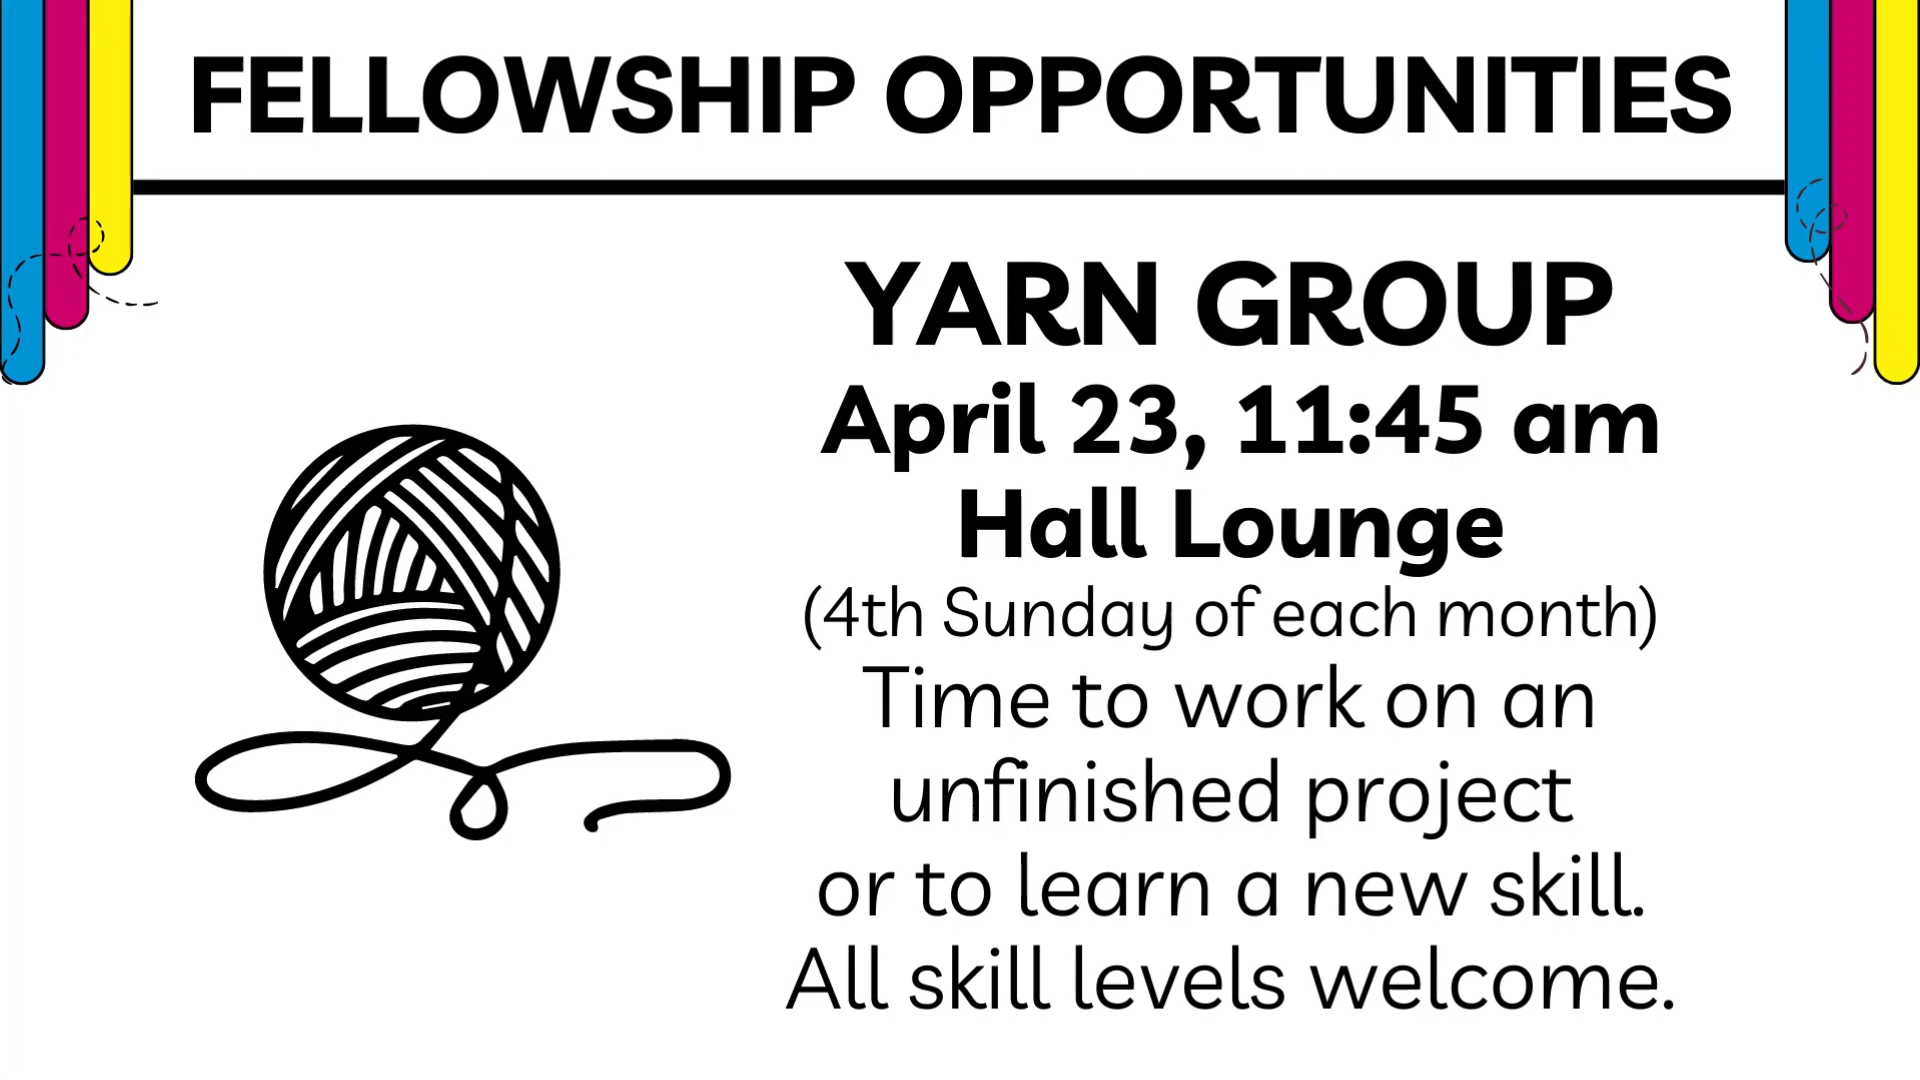 FELLOWSHIP OPPORTUNITIES
YARN GROUP
April 23, 11:45 am
Hall Lounge
(4th Sunday of each month)
Time to work on an
unfinished project
or to learn a new skill.
All skill levels welcome.